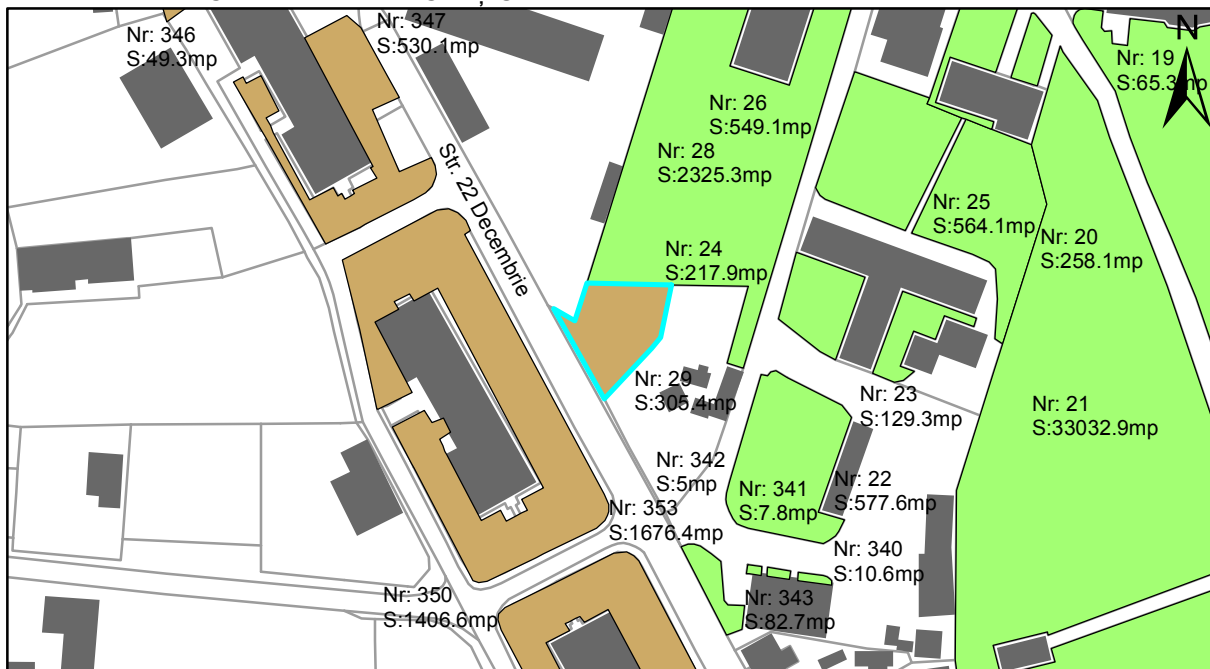 Nr: 346
S:49.3mp
Nr: 347
S:530.1mp
N
Nr: 19
S:65.3mp
Nr: 26
S:549.1mp
Nr: 28
S:2325.3mp
Str. 22 Decembrie
Nr: 25
S:564.1mp
Nr: 20
S:258.1mp
Nr: 24
S:217.9mp
Nr: 29
S:305.4mp
Nr: 23
S:129.3mp
Nr: 21
S:33032.9mp
Nr: 342
S:5mp
Nr: 341
S:7.8mp
Nr: 22
S:577.6mp
Nr: 353
S:1676.4mp
Nr: 340
S:10.6mp
Nr: 350
S:1406.6mp
Nr: 343
S:82.7mp